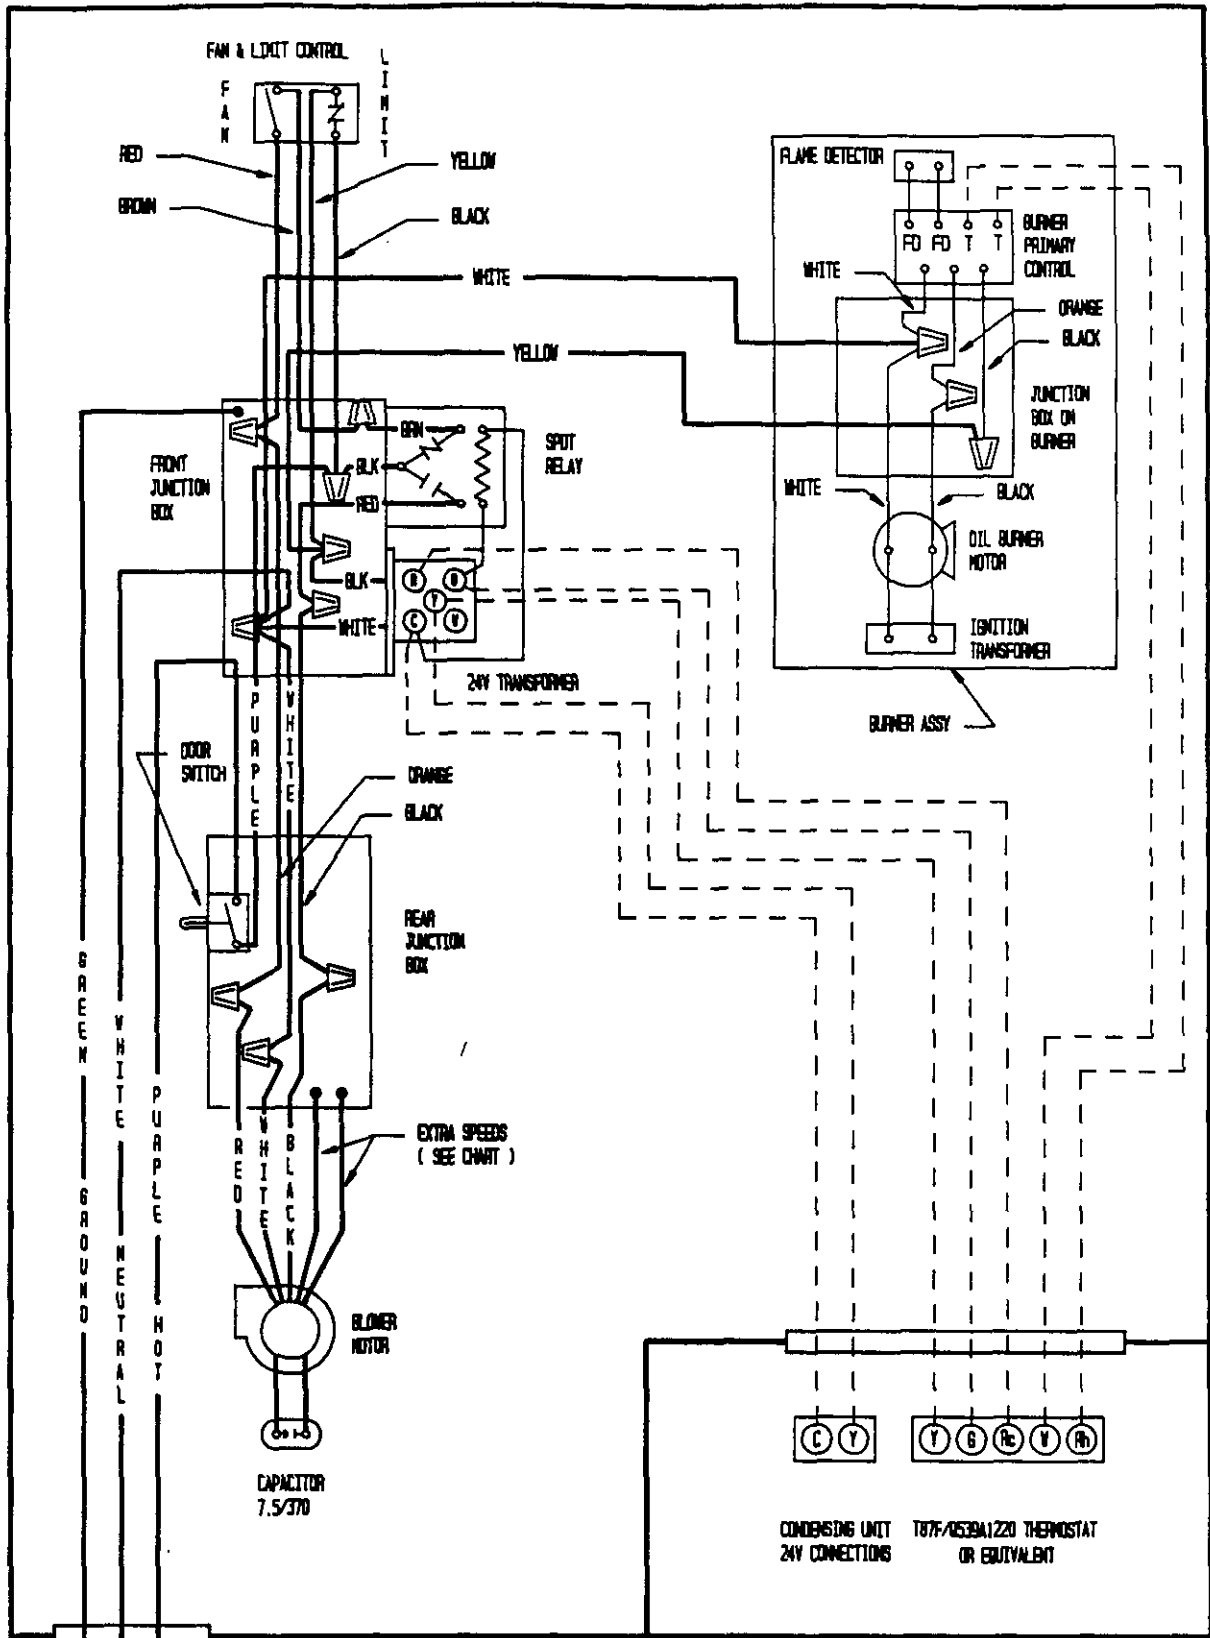 FAN & LIMIT CONTROL
FAN
LIMIT
RED
BROWN
YELLOW
BLACK
WHITE
YELLOW
FLAME DETECTOR
FD FD T T
BURNER
PRIMARY
CONTROL
WHITE
ORANGE
BLACK
JUNCTION
BOX ON
BURNER
WHITE
BLACK
OIL BURNER
MOTOR
IGNITION
TRANSFORMER
BURNER ASSY
FRONT
JUNCTION
BOX
BRN
BLK
RED
SPDT
RELAY
BLK
WHITE
R G
Y
C W
24V TRANSFORMER
PURPLE
WHITE
DOOR
SWITCH
ORANGE
BLACK
REAR
JUNCTION
BOX
GREEN GROUND
WHITE NEUTRAL
PURPLE HOT
RED
WHITE
BLACK
EXTRA SPEEDS
( SEE CHART )
BLOWER
MOTOR
CAPACITOR
7.5/370
C Y
Y G Rc W Rh
CONDENSING UNIT
24V CONNECTIONS
T87F/Q539A1220 THERMOSTAT
OR EQUIVALENT